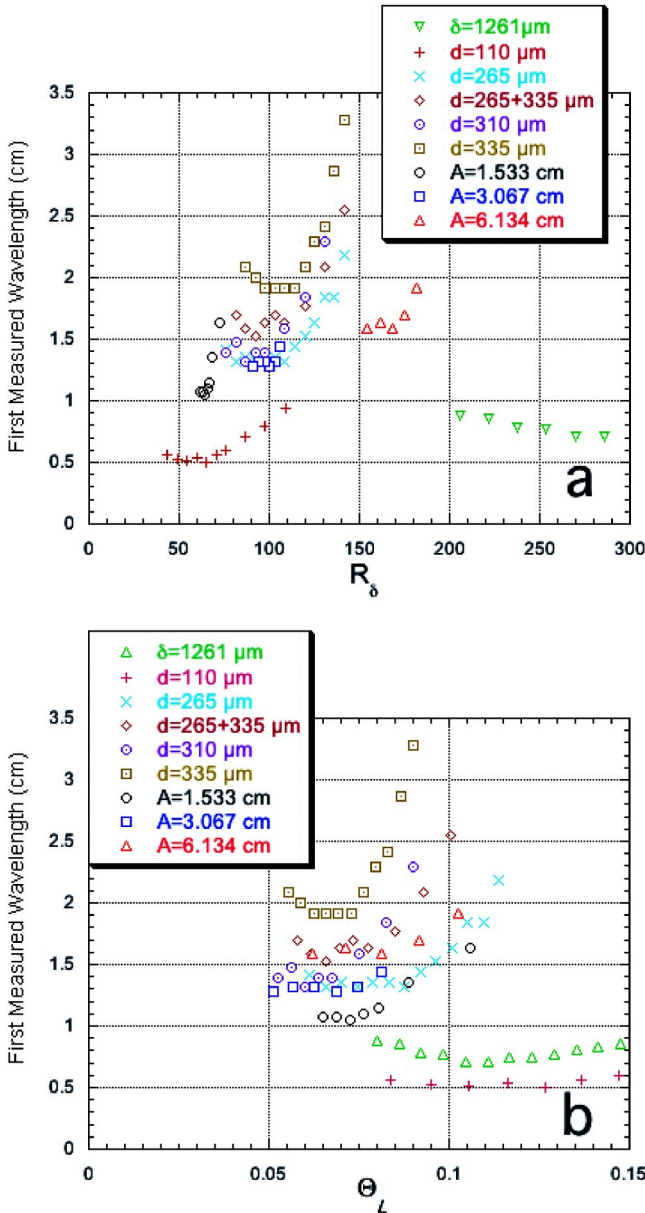 δ=1261μm
d=110 μm
d=265 μm
d=265+335 μm
d=310 μm
d=335 μm
A=1.533 cm
A=3.067 cm
A=6.134 cm
3.5
3
2.5
2
1.5
1
0.5
0
First Measured Wavelength (cm)
a
0 50 100 150 200 250 300
R_δ
δ=1261 μm
d=110 μm
d=265 μm
d=265+335 μm
d=310 μm
d=335 μm
A=1.533 cm
A=3.067 cm
A=6.134 cm
3.5
3
2.5
2
1.5
1
0.5
0
First Measured Wavelength (cm)
b
0 0.05 0.1 0.15
Θ_L